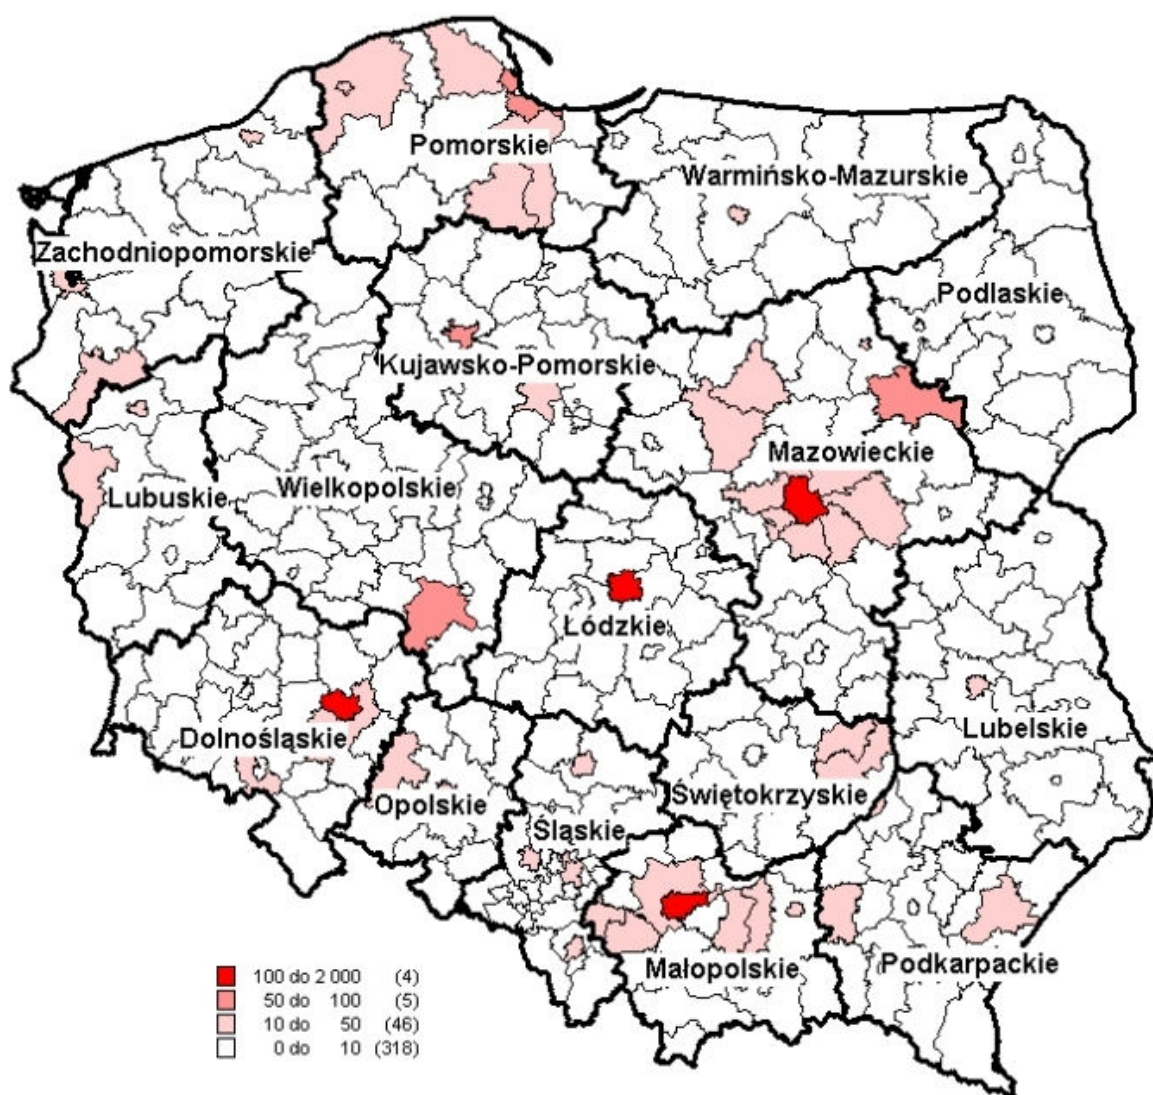 Pomorskie
Warmińsko-Mazurskie
Zachodniopomorskie
Podlaskie
Kujawsko-Pomorskie
Mazowieckie
Lubuskie
Wielkopolskie
Łódzkie
Dolnośląskie
Lubelskie
Opolskie
Świętokrzyskie
Śląskie
Małopolskie
Podkarpackie
100 do 2 000 (4)
50 do 100 (5)
10 do 50 (46)
0 do 10 (318)